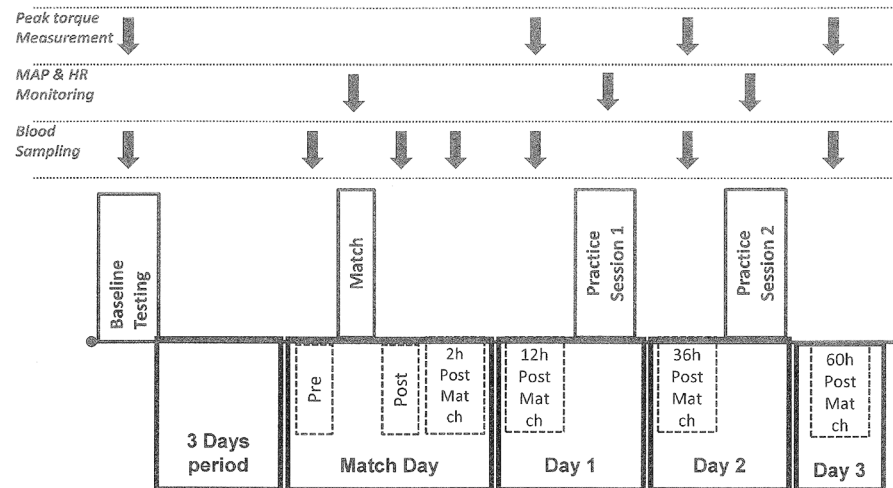 Peak torque
Measurement
MAP & HR
Monitoring
Blood
Sampling
Baseline
Testing
Match
Practice
Session 1
Practice
Session 2
Pre
Post
2h
Post
Mat
ch
12h
Post
Mat
ch
36h
Post
Mat
ch
60h
Post
Mat
ch
3 Days
period
Match Day
Day 1
Day 2
Day 3